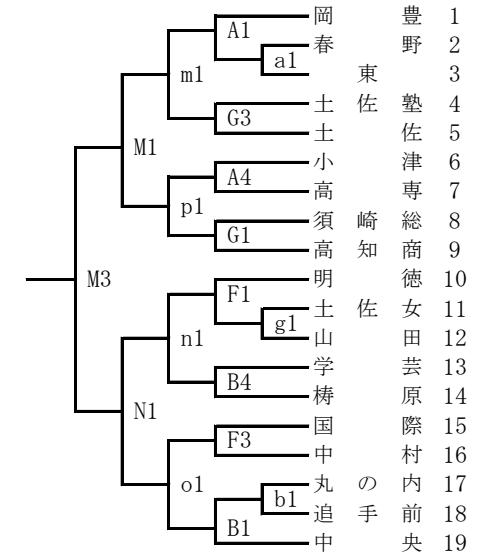 岡豊 1
A1
春野 2
a1
東 3
m1
土佐塾 4
G3
土佐 5
M1
小津 6
A4
高専 7
p1
須崎総 8
G1
高知商 9
M3
明徳 10
F1
土佐女 11
g1
山田 12
n1
学芸 13
B4
梼原 14
N1
国際 15
F3
中村 16
o1
丸の内 17
b1
追手前 18
B1
中央 19